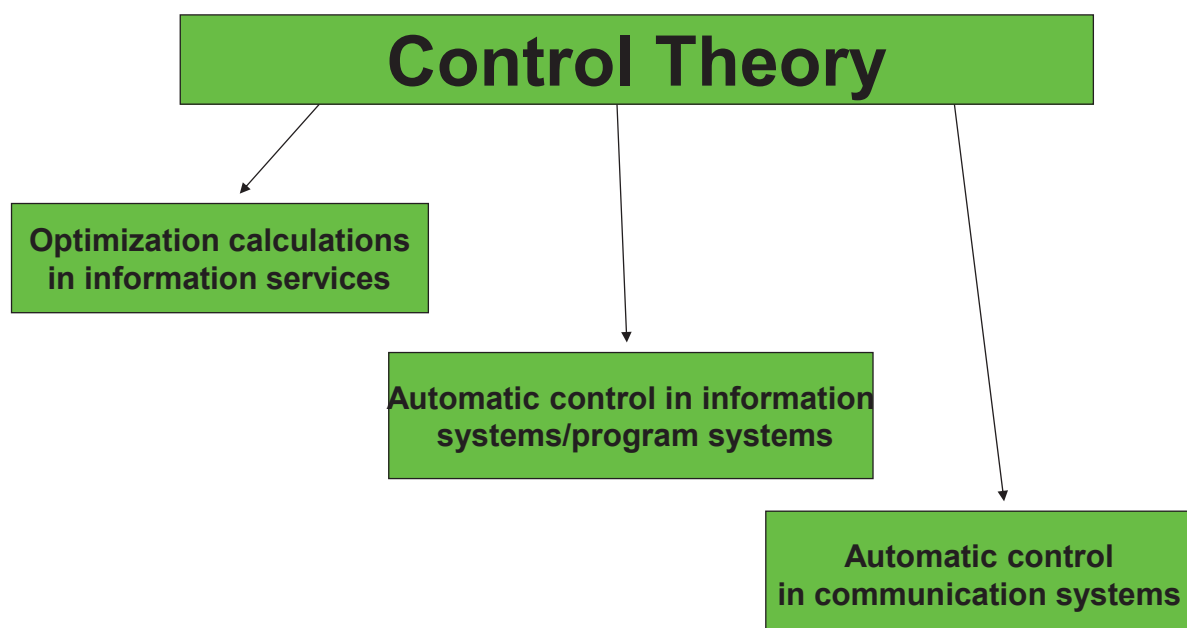 Control Theory
Optimization calculations
in information services
Automatic control in information
systems/program systems
Automatic control
in communication systems